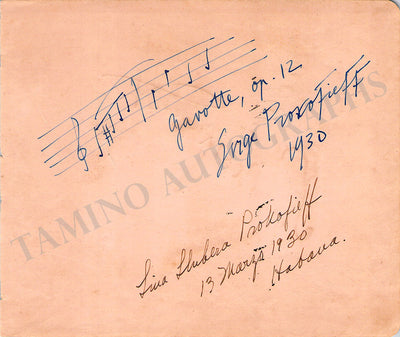 Gavotte, op. 12
Serge Prokofieff
1930
Lina Llubera Prokofieff
13 Marzo 1930
Habana.
TAMINO AUTOGRAPHS